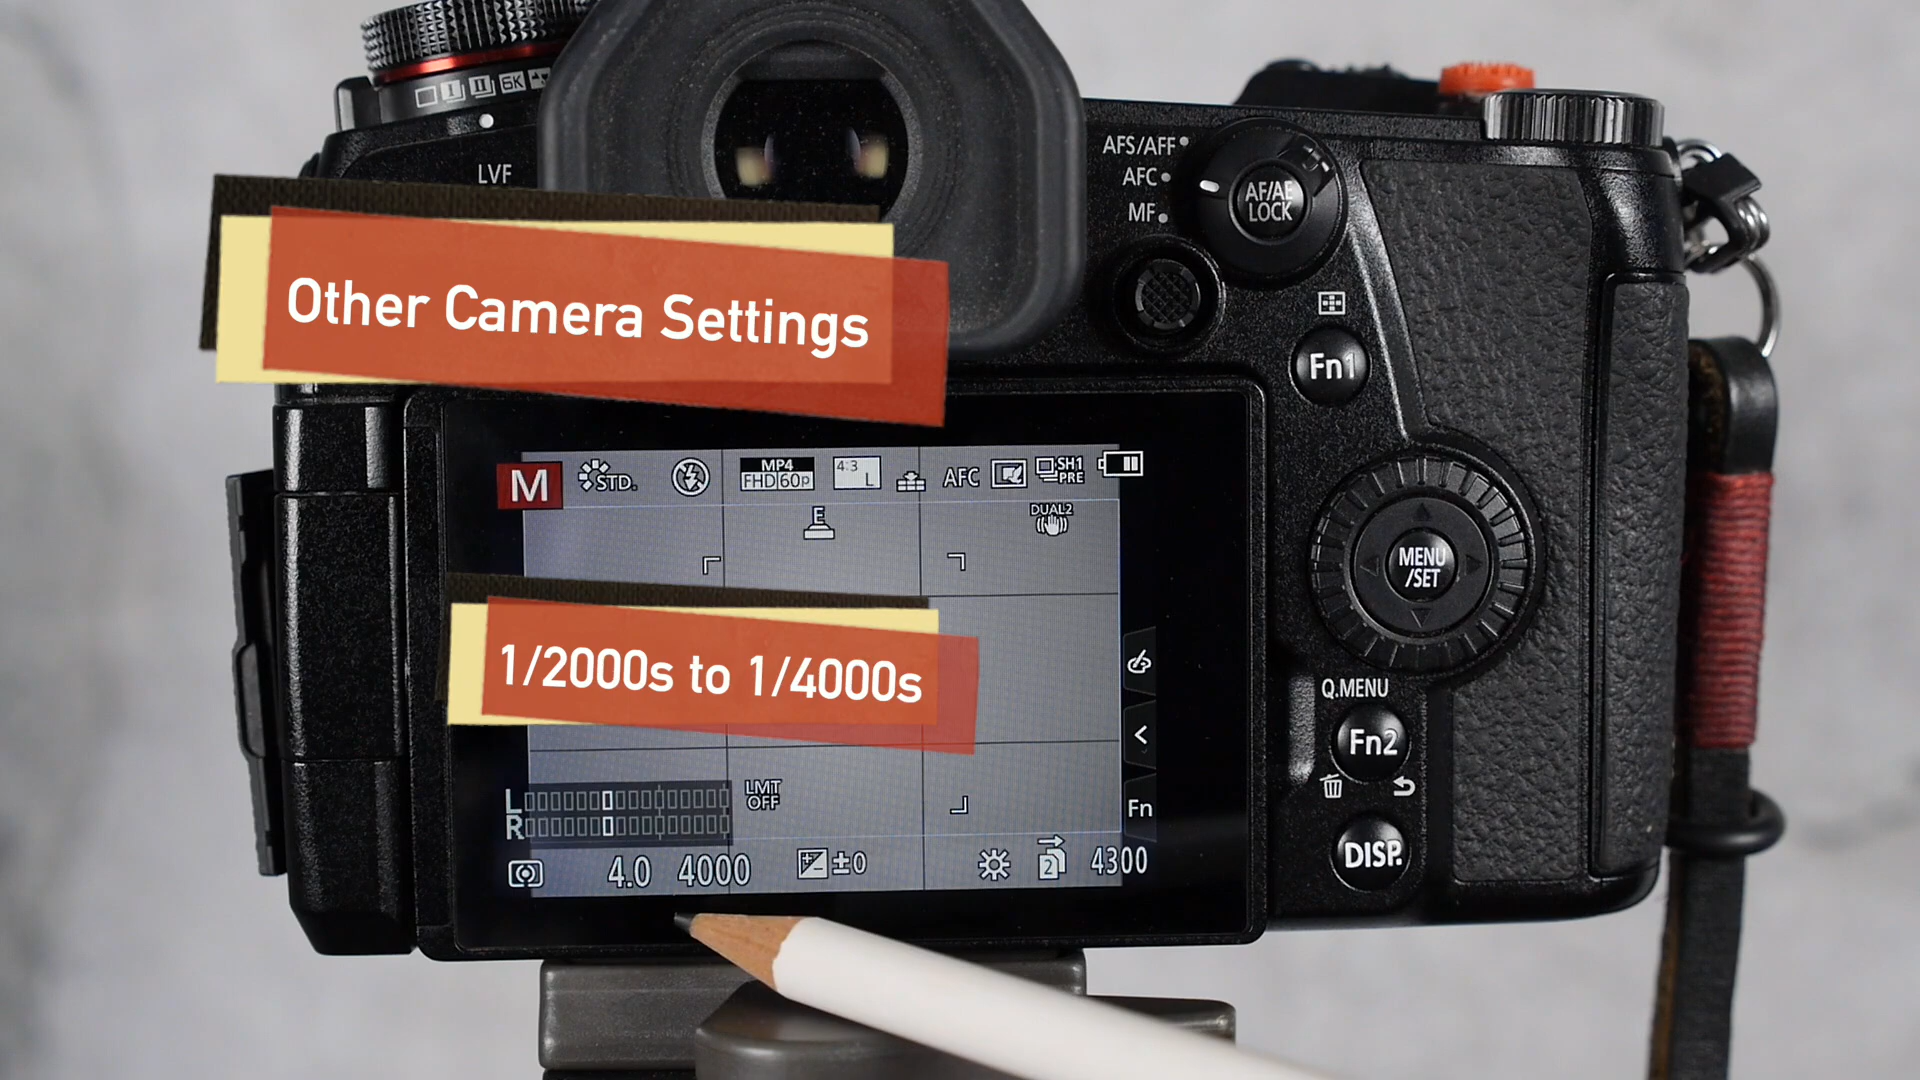 6K
LVF
AFS/AFF
AFC
MF
AF/AE
LOCK
Other Camera Settings
Fn1
M
STD.
MP4
FHD 60p
4:3
L
AFC
SH1
PRE
E
DUAL2
MENU
/SET
1/2000s to 1/4000s
Q.MENU
Fn2
LMT
OFF
L
R
Fn
DISP.
4.0 4000
±0
2
4300